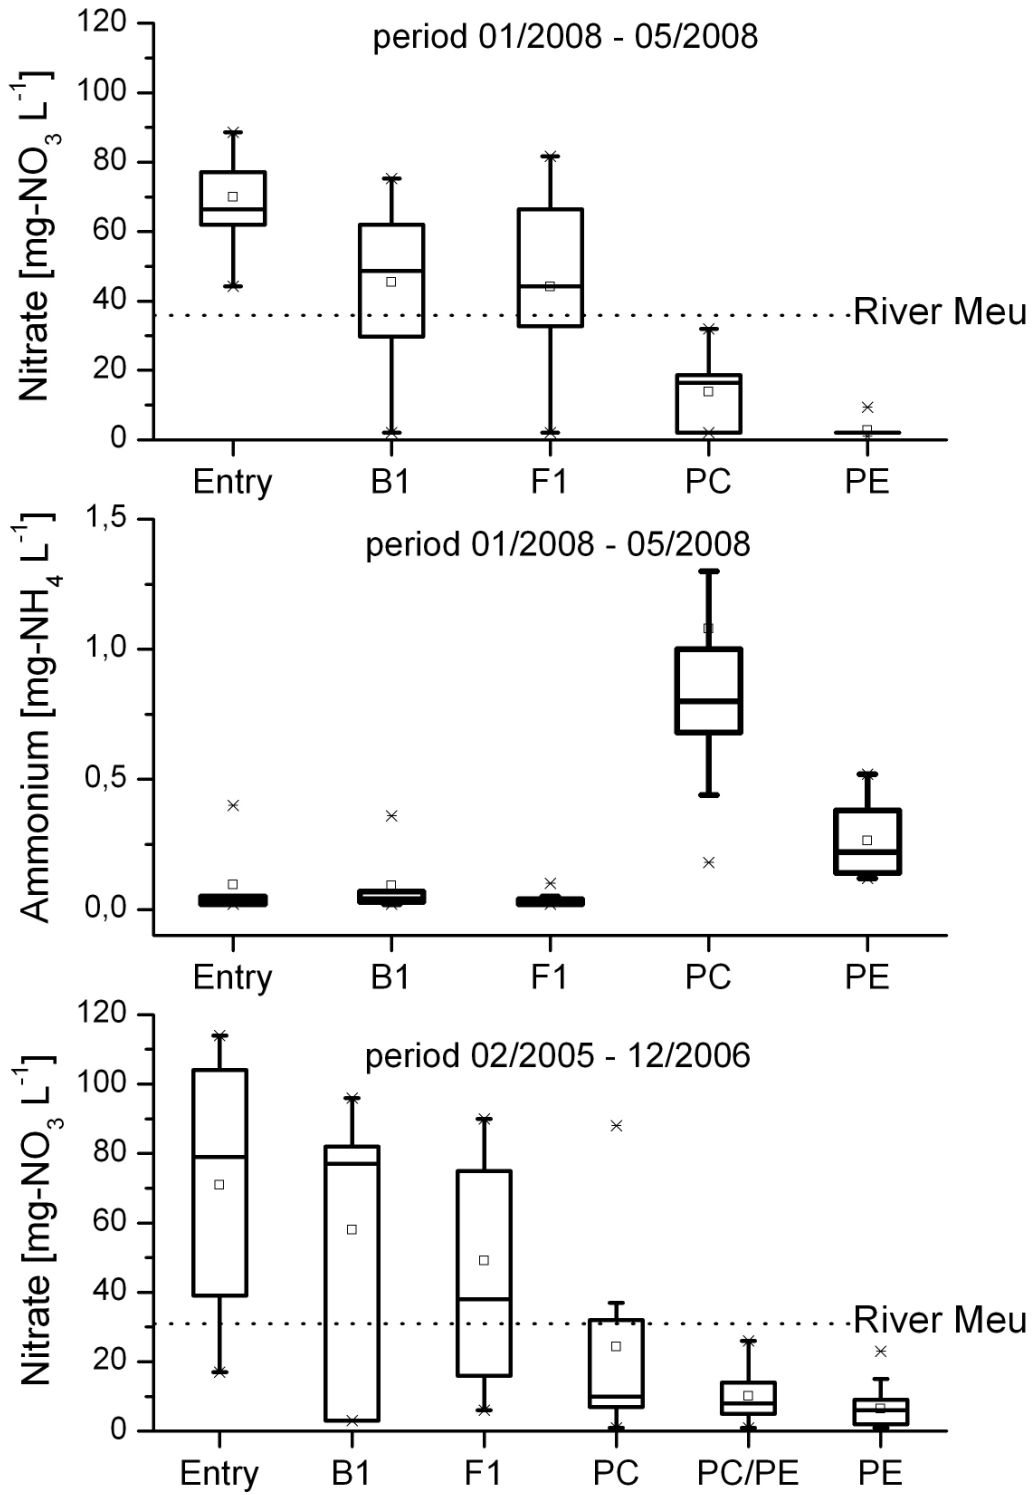 period 01/2008 - 05/2008
Nitrate [mg-NO3 L-1]
120
100
80
60
40
20
0
River Meu
Entry B1 F1 PC PE
period 01/2008 - 05/2008
Ammonium [mg-NH4 L-1]
1,5
1,0
0,5
0,0
Entry B1 F1 PC PE
period 02/2005 - 12/2006
Nitrate [mg-NO3 L-1]
120
100
80
60
40
20
0
River Meu
Entry B1 F1 PC PC/PE PE